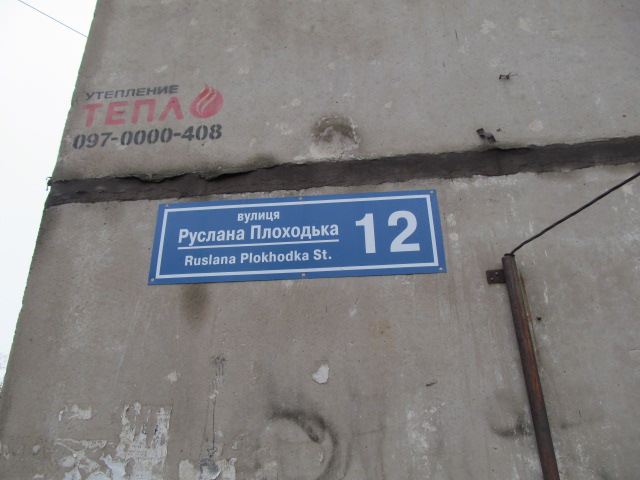 УТЕПЛЕНИЕ
ТЕПЛО
097-0000-408
вулиця
Руслана Плоходька
Ruslana Plokhodka St.
12